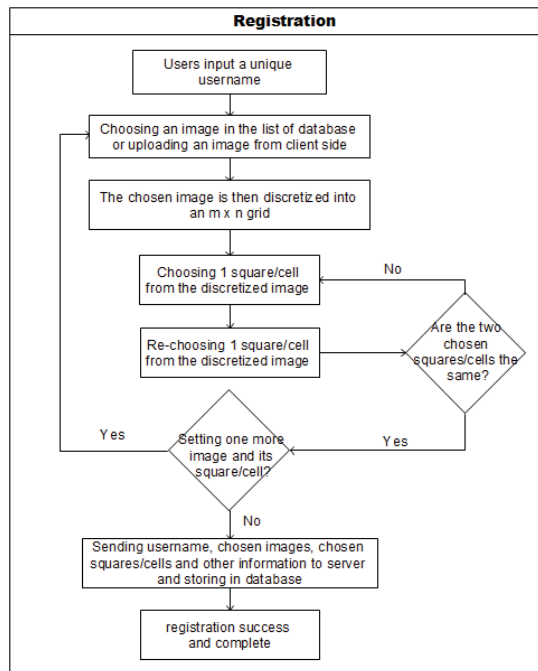 Registration
Users input a unique
username
Choosing an image in the list of database
or uploading an image from client side
The chosen image is then discretized into
an m x n grid
Choosing 1 square/cell
from the discretized image
No
Re-choosing 1 square/cell
from the discretized image
Are the two
chosen
squares/cells the
same?
Yes
Setting one more
image and its
square/cell?
Yes
No
Sending username, chosen images, chosen
squares/cells and other information to server
and storing in database
registration success
and complete